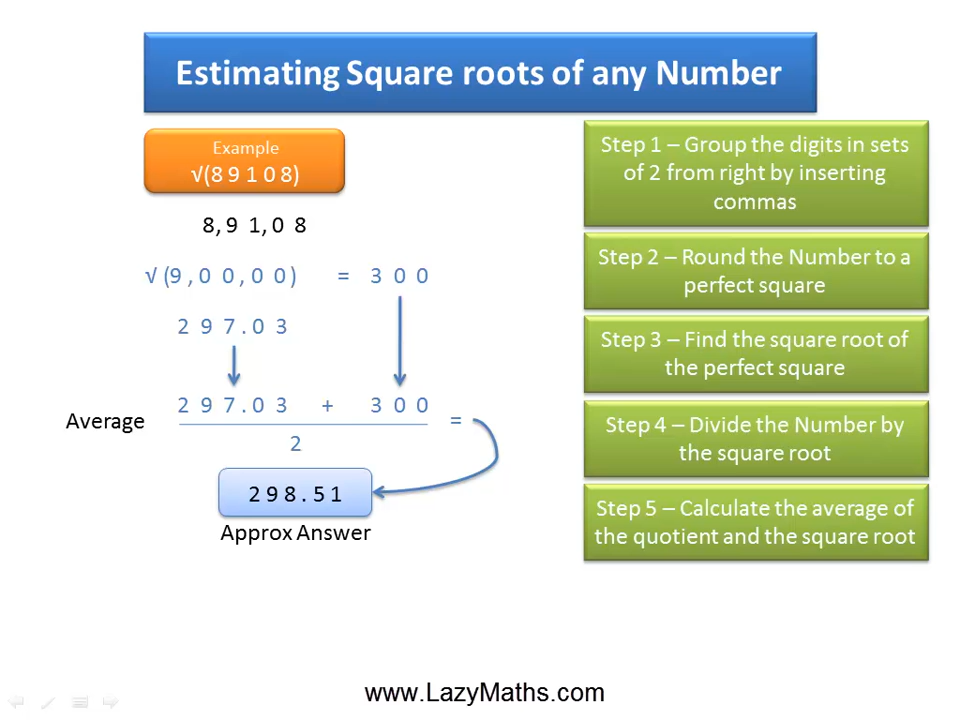 Estimating Square roots of any Number
Example
√(8 9 1 0 8)
8, 9 1, 0 8
√ (9 , 0 0 , 0 0 ) = 3 0 0
2 9 7 . 0 3
Average
2 9 7 . 0 3 + 3 0 0 =
2
2 9 8 . 5 1
Approx Answer
Step 1 – Group the digits in sets
of 2 from right by inserting
commas
Step 2 – Round the Number to a
perfect square
Step 3 – Find the square root of
the perfect square
Step 4 – Divide the Number by
the square root
Step 5 – Calculate the average of
the quotient and the square root
www.LazyMaths.com